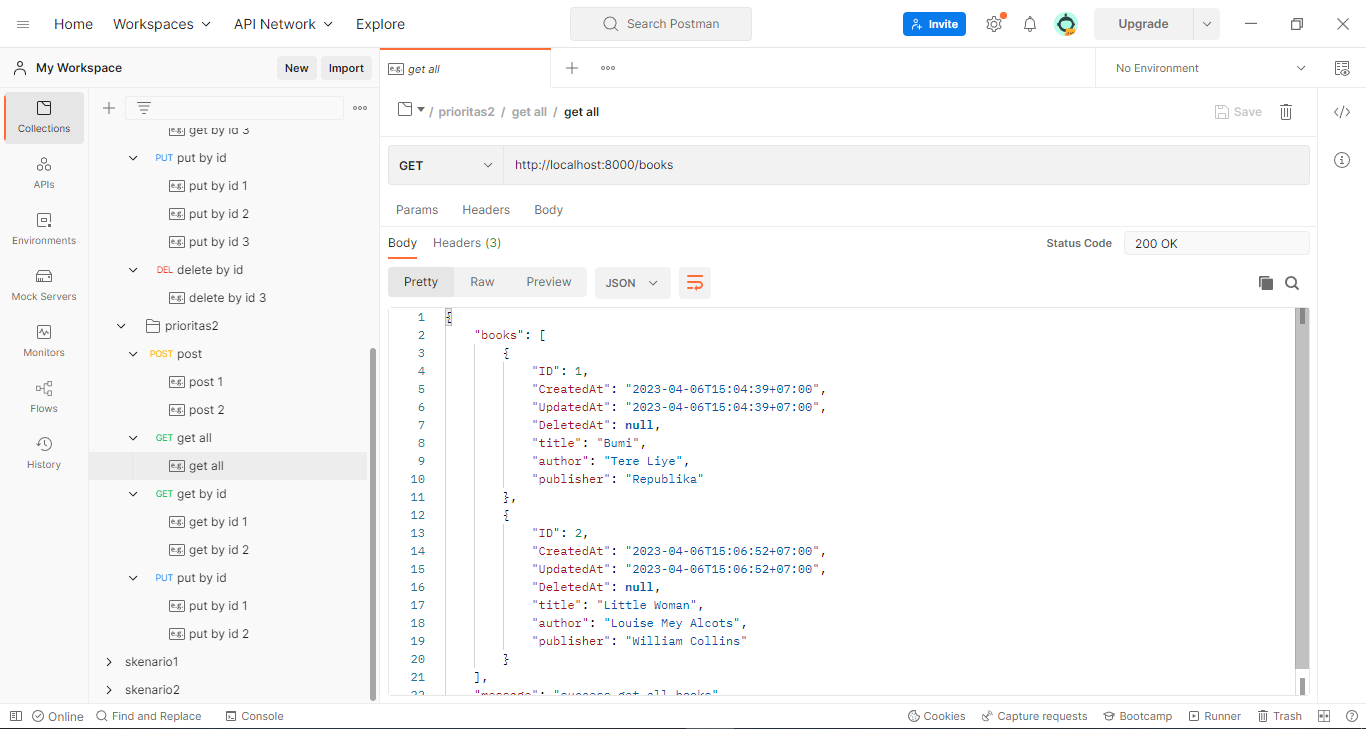 Home Workspaces API Network Explore Search Postman Invite Upgrade
My Workspace New Import e.g. get all No Environment
/ prioritas2 / get all / get all Save
Collections
APIs
Environments
Mock Servers
Monitors
Flows
History
e.g. get by id 3
PUT put by id
e.g. put by id 1
e.g. put by id 2
e.g. put by id 3
DEL delete by id
e.g. delete by id 3
prioritas2
POST post
e.g. post 1
e.g. post 2
GET get all
e.g. get all
GET get by id
e.g. get by id 1
e.g. get by id 2
PUT put by id
e.g. put by id 1
e.g. put by id 2
skenario1
skenario2
GET http://localhost:8000/books
Params Headers Body
Body Headers (3) Status Code 200 OK
Pretty Raw Preview JSON
1 {
2 "books": [
3 {
4 "ID": 1,
5 "CreatedAt": "2023-04-06T15:04:39+07:00",
6 "UpdatedAt": "2023-04-06T15:04:39+07:00",
7 "DeletedAt": null,
8 "title": "Bumi",
9 "author": "Tere Liye",
10 "publisher": "Republika"
11 },
12 {
13 "ID": 2,
14 "CreatedAt": "2023-04-06T15:06:52+07:00",
15 "UpdatedAt": "2023-04-06T15:06:52+07:00",
16 "DeletedAt": null,
17 "title": "Little Woman",
18 "author": "Louise Mey Alcots",
19 "publisher": "William Collins"
20 }
21 ],
22 "message": "success get all books"
Online Find and Replace Console Cookies Capture requests Bootcamp Runner Trash